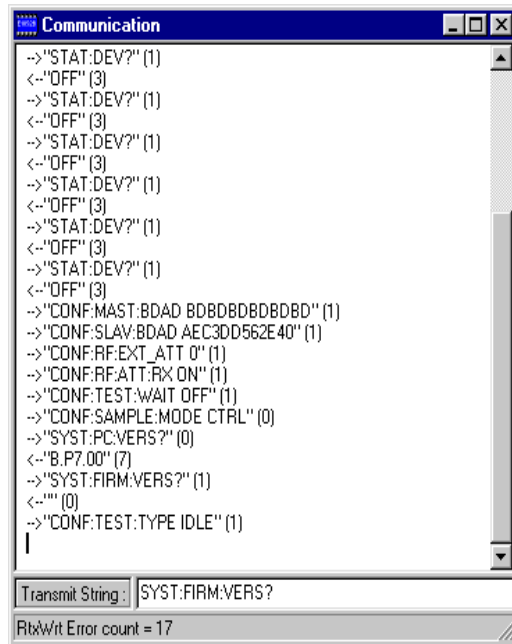 Communication
-->"STAT:DEV?" (1)
<--"OFF" (3)
-->"STAT:DEV?" (1)
<--"OFF" (3)
-->"STAT:DEV?" (1)
<--"OFF" (3)
-->"STAT:DEV?" (1)
<--"OFF" (3)
-->"STAT:DEV?" (1)
<--"OFF" (3)
-->"STAT:DEV?" (1)
<--"OFF" (3)
-->"CONF:MAST:BDAD BDBDBDBDBDBD" (1)
-->"CONF:SLAV:BDAD AEC3DD562E40" (1)
-->"CONF:RF:EXT_ATT 0" (1)
-->"CONF:RF:ATT:RX ON" (1)
-->"CONF:TEST:WAIT OFF" (1)
-->"CONF:SAMPLE:MODE CTRL" (0)
-->"SYST:PC:VERS?" (0)
<--"B.P7.00" (7)
-->"SYST:FIRM:VERS?" (1)
<--"" (0)
-->"CONF:TEST:TYPE IDLE" (1)
Transmit String : SYST:FIRM:VERS?
RtxWrt Error count = 17